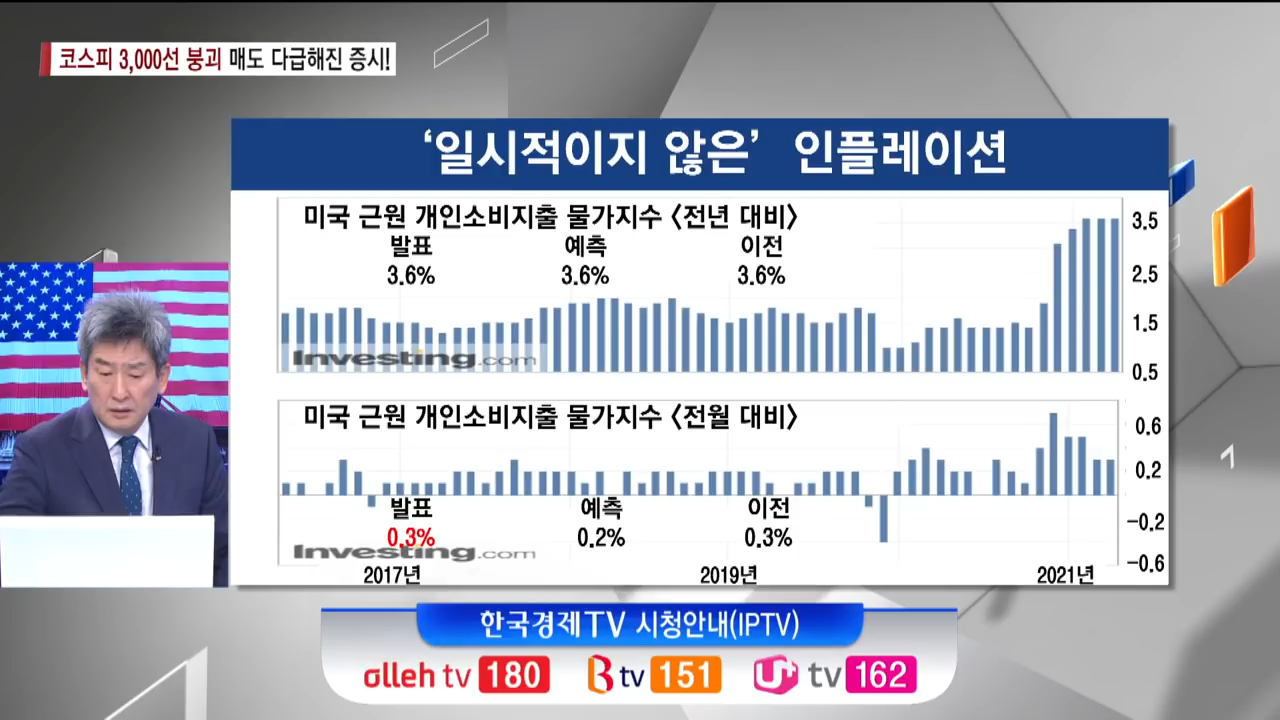 코스피 3,000선 붕괴 매도 다급해진 증시!
‘일시적이지 않은’ 인플레이션
미국 근원 개인소비지출 물가지수 <전년 대비>
발표 예측 이전
3.6% 3.6% 3.6%
3.5
2.5
1.5
0.5
Investing.com
미국 근원 개인소비지출 물가지수 <전월 대비>
0.6
0.2
-0.2
-0.6
발표 예측 이전
0.3% 0.2% 0.3%
Investing.com
2017년 2019년 2021년
한국경제TV 시청안내(IPTV)
olleh tv 180 B tv 151 U+ tv 162